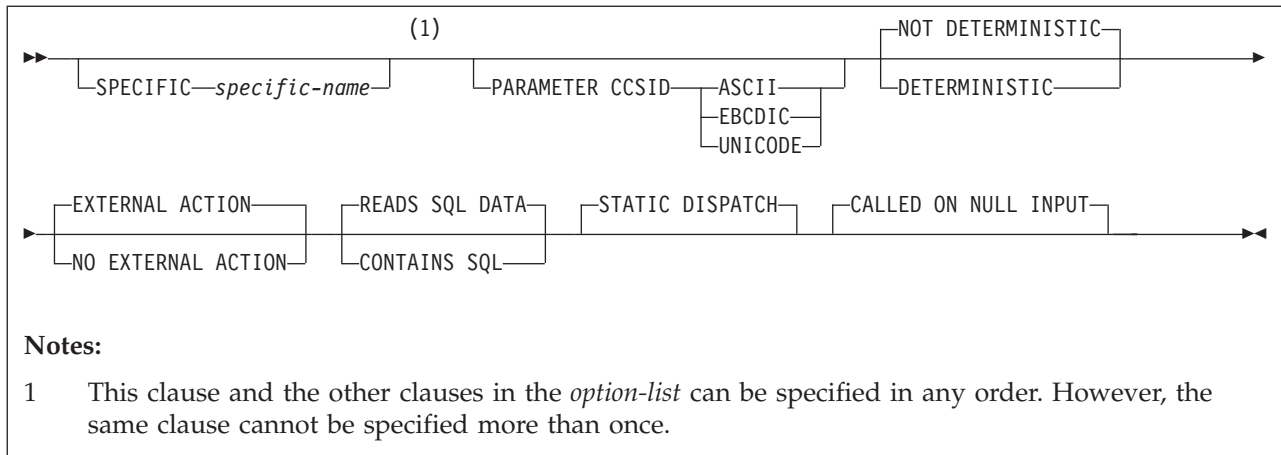 (1)
NOT DETERMINISTIC
SPECIFIC specific-name PARAMETER CCSID ASCII DETERMINISTIC
EBCDIC
UNICODE
EXTERNAL ACTION READS SQL DATA STATIC DISPATCH CALLED ON NULL INPUT
NO EXTERNAL ACTION CONTAINS SQL
Notes:
1 This clause and the other clauses in the option-list can be specified in any order. However, the
same clause cannot be specified more than once.